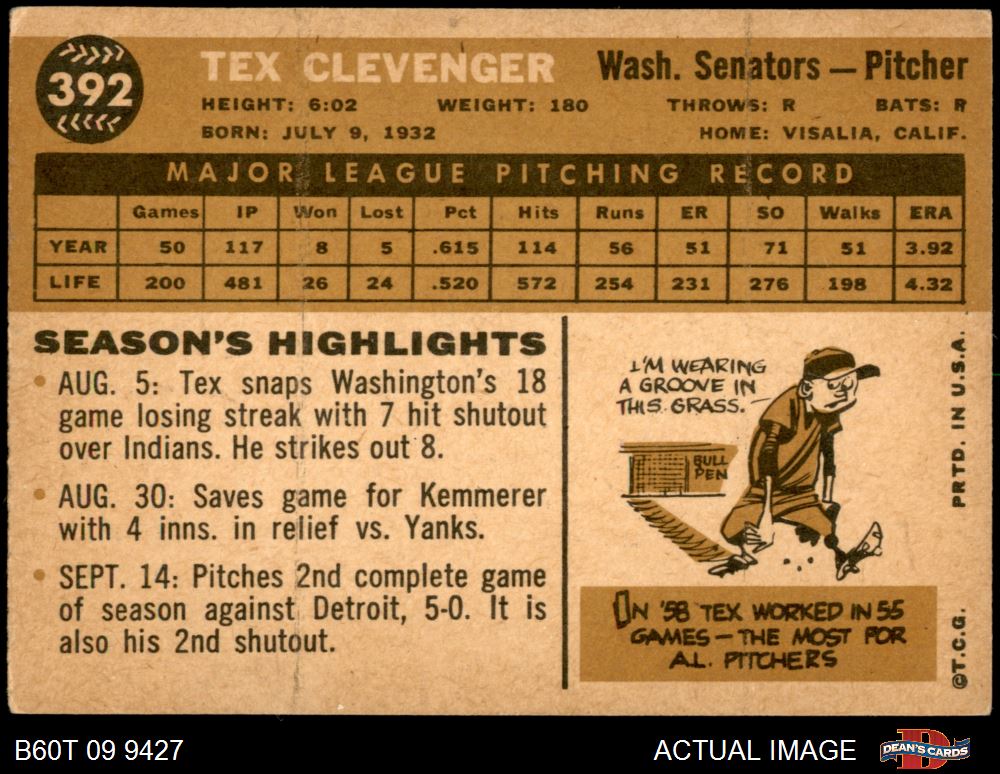 392
TEX CLEVENGER
Wash. Senators — Pitcher
HEIGHT: 6:02 WEIGHT: 180 THROWS: R BATS: R
BORN: JULY 9, 1932 HOME: VISALIA, CALIF.
MAJOR LEAGUE PITCHING RECORD
Games IP Won Lost Pct Hits Runs ER SO Walks ERA
YEAR 50 117 8 5 .615 114 56 51 71 51 3.92
LIFE 200 481 26 24 .520 572 254 231 276 198 4.32
SEASON'S HIGHLIGHTS
• AUG. 5: Tex snaps Washington's 18
game losing streak with 7 hit shutout
over Indians. He strikes out 8.
• AUG. 30: Saves game for Kemmerer
with 4 inns. in relief vs. Yanks.
• SEPT. 14: Pitches 2nd complete game
of season against Detroit, 5-0. It is
also his 2nd shutout.
I'M WEARING
A GROOVE IN
THIS GRASS.
BULL
PEN
IN '58 TEX WORKED IN 55
GAMES — THE MOST FOR
A.L. PITCHERS
©T.C.G. PRTD. IN U.S.A.
B60T 09 9427
ACTUAL IMAGE
DEAN'S CARDS